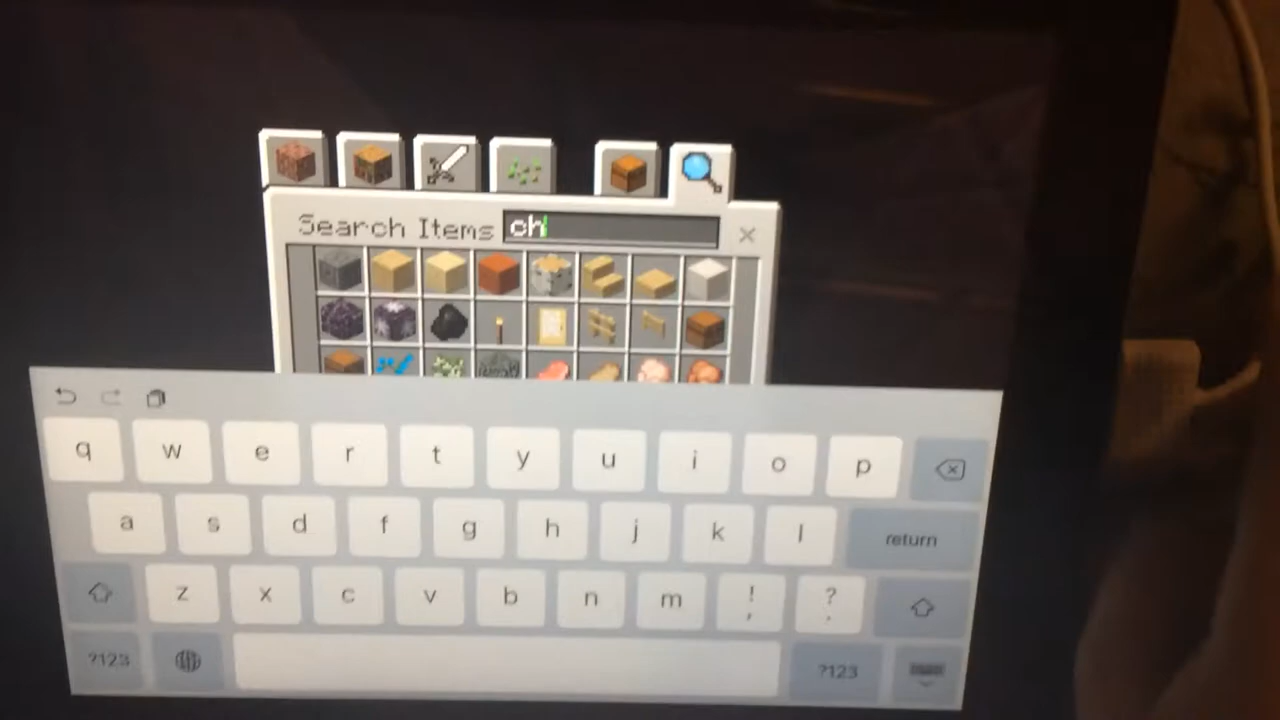 Search Items ch
q w e r t y u i o p
a s d f g h j k l return
z x c v b n m ! , ? .
?123 ?123